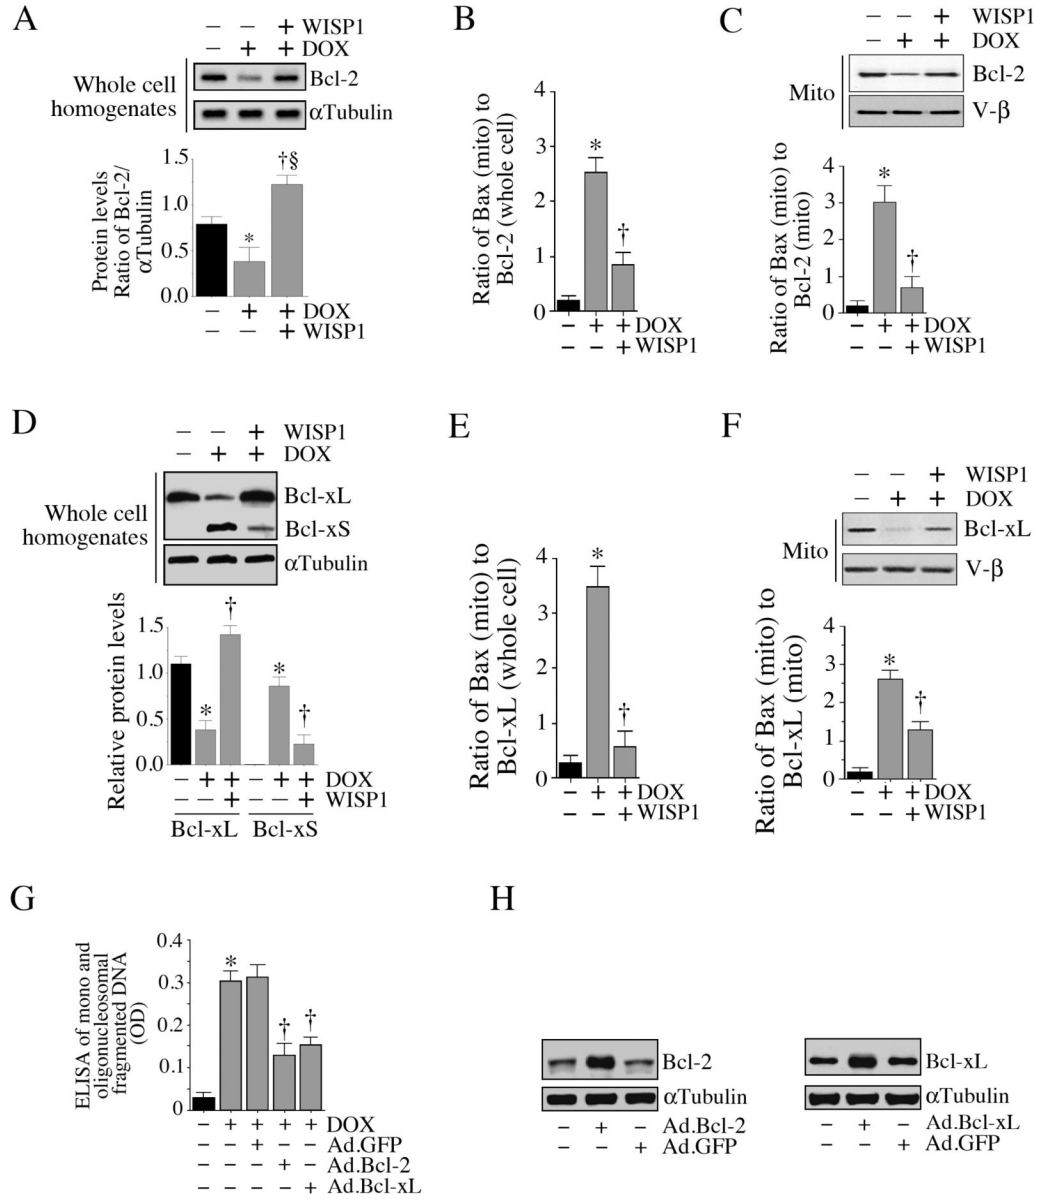 A
− − + WISP1
− + + DOX
Whole cell
homogenates
Bcl-2
αTubulin
Protein levels
Ratio of Bcl-2/
αTubulin
1.5
1.0
0.5
0.0
*
†§
− + + DOX
− − + WISP1
B
Ratio of Bax (mito) to
Bcl-2 (whole cell)
4
3
2
1
0
*
†
− + + DOX
− − + WISP1
C
− − + WISP1
− + + DOX
Mito
Bcl-2
V-β
Ratio of Bax (mito) to
Bcl-2 (mito)
4
3
2
1
0
*
†
− + + DOX
− − + WISP1
D
− − + WISP1
− + + DOX
Whole cell
homogenates
Bcl-xL
Bcl-xS
αTubulin
Relative protein levels
1.5
1.0
0.5
0.0
*
†
*
†
− + + − + + DOX
− − + − − + WISP1
Bcl-xL Bcl-xS
E
Ratio of Bax (mito) to
Bcl-xL (whole cell)
4
3
2
1
0
*
†
− + + DOX
− − + WISP1
F
− − + WISP1
− + + DOX
Mito
Bcl-xL
V-β
Ratio of Bax (mito) to
Bcl-xL (mito)
4
3
2
1
0
*
†
− + + DOX
− − + WISP1
G
ELISA of mono and
oligonucleosomal
fragmented DNA
(OD)
0.4
0.3
0.2
0.1
0
*
†
†
− + + + + DOX
− − + − − Ad.GFP
− − − + − Ad.Bcl-2
− − − − + Ad.Bcl-xL
H
Bcl-2
αTubulin
− + − Ad.Bcl-2
− − + Ad.GFP
Bcl-xL
αTubulin
− + − Ad.Bcl-xL
− − + Ad.GFP